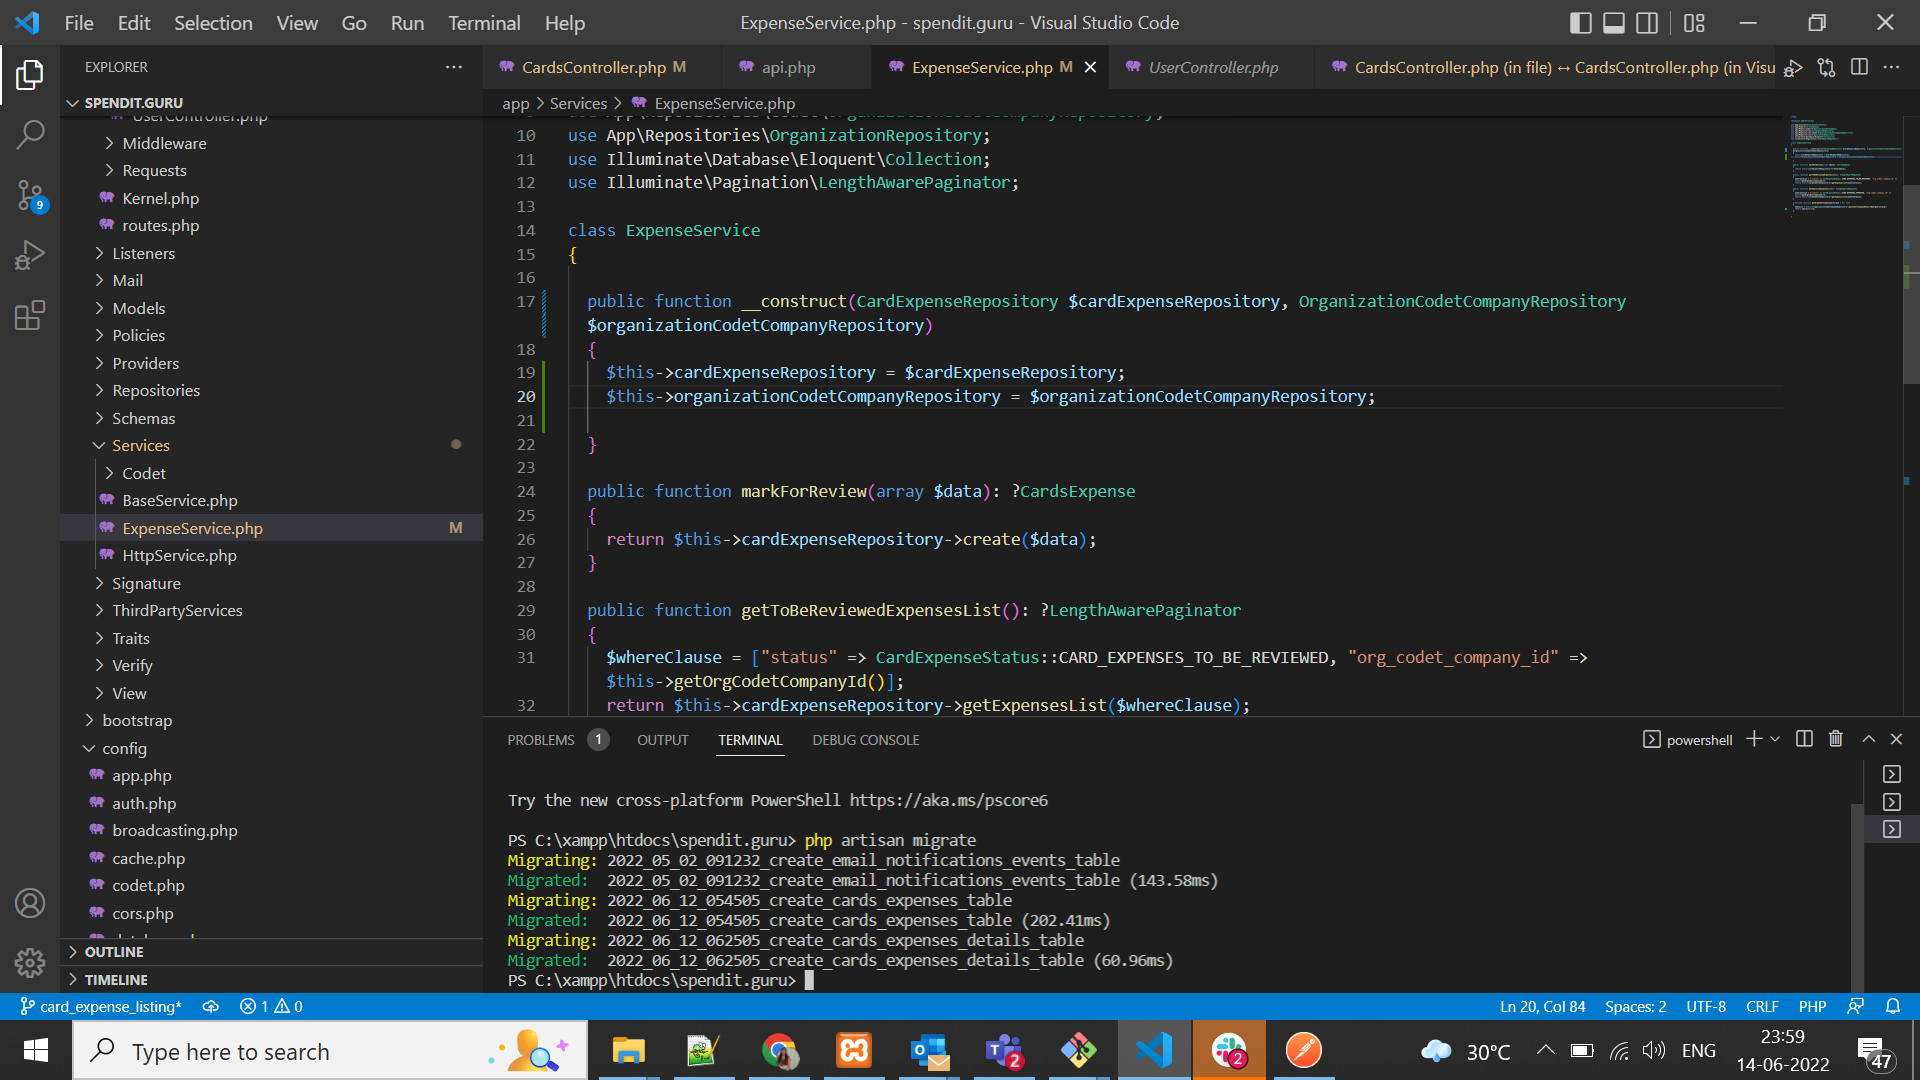 File Edit Selection View Go Run Terminal Help
ExpenseService.php - spendit.guru - Visual Studio Code
EXPLORER
CardsController.php M
api.php
ExpenseService.php M
UserController.php
CardsController.php (in file) ↔ CardsController.php (in Visu
SPENDIT.GURU
app > Services > ExpenseService.php
UserController.php
Middleware
Requests
Kernel.php
routes.php
Listeners
Mail
Models
Policies
Providers
Repositories
Schemas
Services
Codet
BaseService.php
ExpenseService.php M
HttpService.php
Signature
ThirdPartyServices
Traits
Verify
View
bootstrap
config
app.php
auth.php
broadcasting.php
cache.php
codet.php
cors.php
OUTLINE
TIMELINE
9
10 use App\Repositories\OrganizationRepository;
11 use Illuminate\Database\Eloquent\Collection;
12 use Illuminate\Pagination\LengthAwarePaginator;
13
14 class ExpenseService
15 {
16
17 public function __construct(CardExpenseRepository $cardExpenseRepository, OrganizationCodetCompanyRepository
$organizationCodetCompanyRepository)
18 {
19 $this->cardExpenseRepository = $cardExpenseRepository;
20 $this->organizationCodetCompanyRepository = $organizationCodetCompanyRepository;
21
22 }
23
24 public function markForReview(array $data): ?CardsExpense
25 {
26 return $this->cardExpenseRepository->create($data);
27 }
28
29 public function getToBeReviewedExpensesList(): ?LengthAwarePaginator
30 {
31 $whereClause = ["status" => CardExpenseStatus::CARD_EXPENSES_TO_BE_REVIEWED, "org_codet_company_id" =>
$this->getOrgCodetCompanyId()];
32 return $this->cardExpenseRepository->getExpensesList($whereClause);
PROBLEMS 1 OUTPUT TERMINAL DEBUG CONSOLE
powershell
Try the new cross-platform PowerShell https://aka.ms/pscore6
PS C:\xampp\htdocs\spendit.guru> php artisan migrate
Migrating: 2022_05_02_091232_create_email_notifications_events_table
Migrated: 2022_05_02_091232_create_email_notifications_events_table (143.58ms)
Migrating: 2022_06_12_054505_create_cards_expenses_table
Migrated: 2022_06_12_054505_create_cards_expenses_table (202.41ms)
Migrating: 2022_06_12_062505_create_cards_expenses_details_table
Migrated: 2022_06_12_062505_create_cards_expenses_details_table (60.96ms)
PS C:\xampp\htdocs\spendit.guru>
card_expense_listing* 1 0
Ln 20, Col 84 Spaces: 2 UTF-8 CRLF PHP
Type here to search
2
2
30°C
ENG
23:59
14-06-2022
47